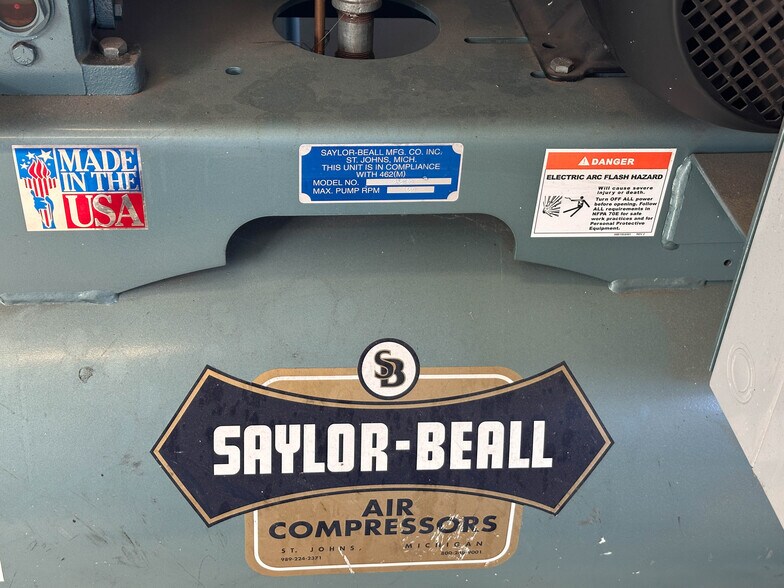 MADE
IN THE
USA
SAYLOR-BEALL MFG. CO. INC.
ST. JOHNS, MICH.
THIS UNIT IS IN COMPLIANCE
WITH 462(M)
MODEL NO.
MAX. PUMP RPM
DANGER
ELECTRIC ARC FLASH HAZARD
Will cause severe
injury or death.
Turn OFF ALL power
before opening. Follow
ALL requirements in
NFPA 70E for safe
work practices and for
Personal Protective
Equipment.
SB
SAYLOR-BEALL
AIR
COMPRESSORS
ST. JOHNS, MICHIGAN
989-224-2371